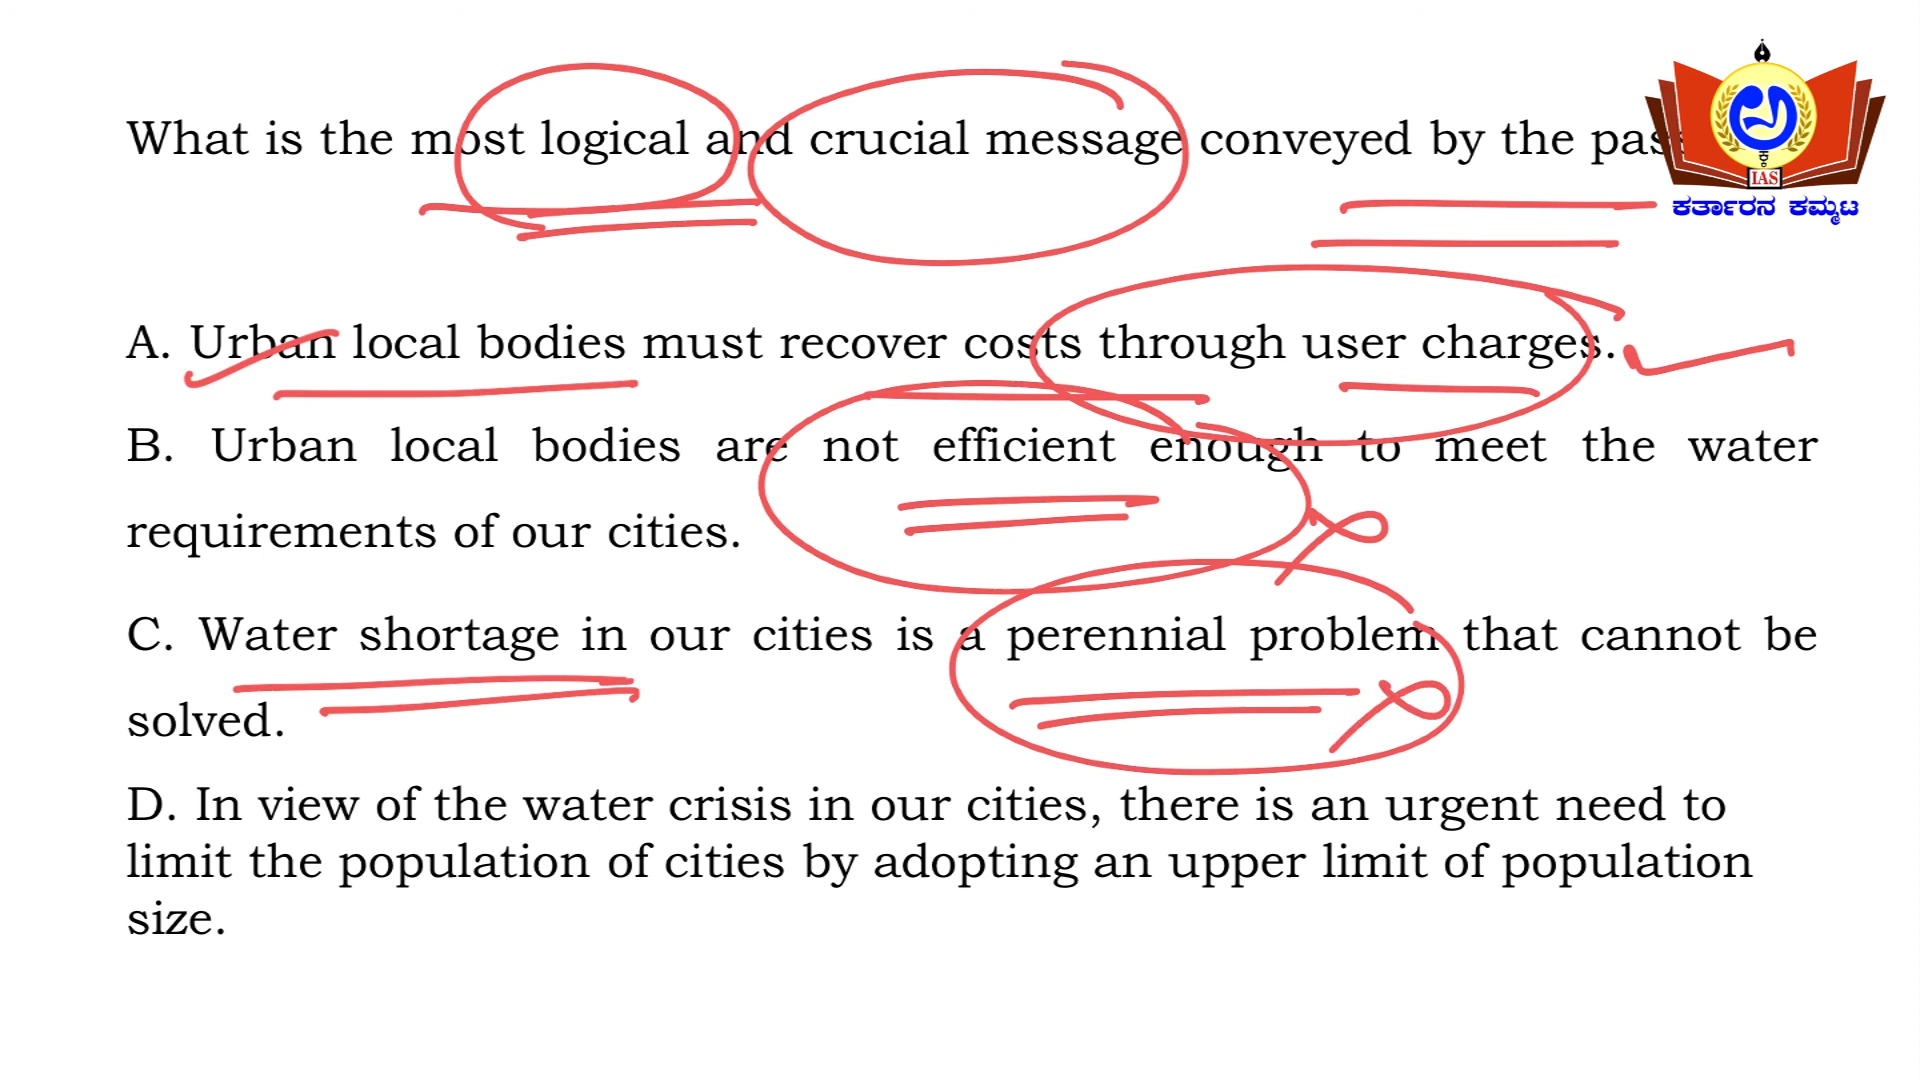 What is the most logical and crucial message conveyed by the
IAS
ಕರ್ತಾರನ ಕಮ್ಮಟ
A. Urban local bodies must recover costs through user charges.
B. Urban local bodies are not efficient enough to meet the water
requirements of our cities.
C. Water shortage in our cities is a perennial problem that cannot be
solved.
D. In view of the water crisis in our cities, there is an urgent need to
limit the population of cities by adopting an upper limit of population
size.